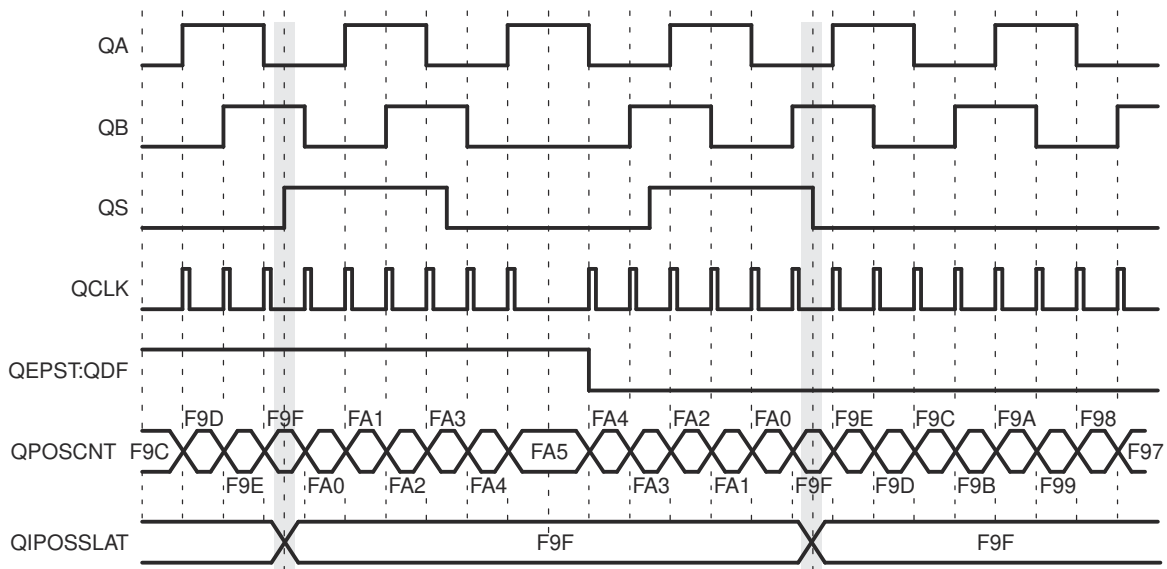 QA
QB
QS
QCLK
QEPST:QDF
F9D F9F FA1 FA3 FA4 FA2 FA0 F9E F9C F9A F98
QPOSCNT F9C FA5 F97
F9E FA0 FA2 FA4 FA3 FA1 F9F F9D F9B F99
QIPOSSLAT F9F F9F